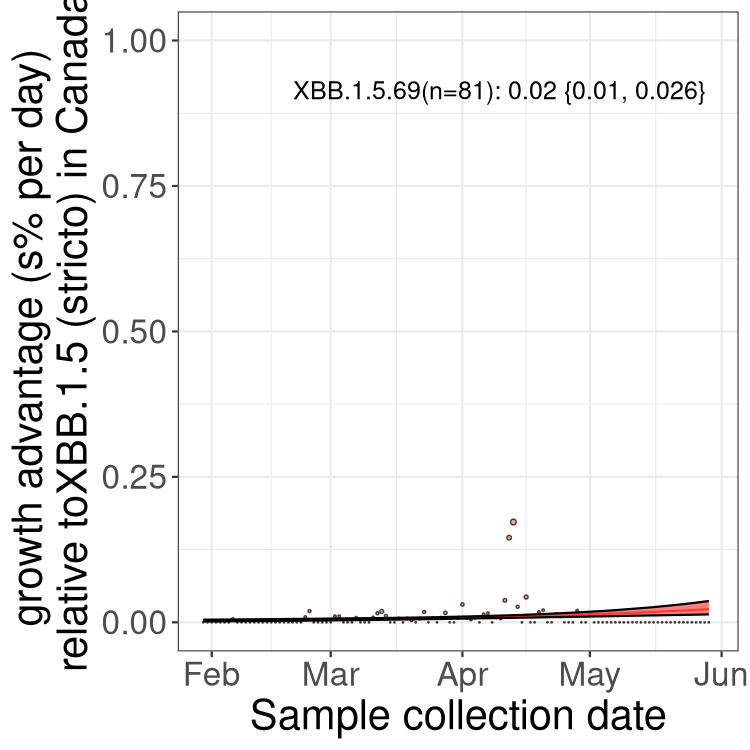 growth advantage (s% per day)
relative toXBB.1.5 (stricto) in Canada
1.00
0.75
0.50
0.25
0.00
XBB.1.5.69(n=81): 0.02 {0.01, 0.026}
Feb Mar Apr May Jun
Sample collection date